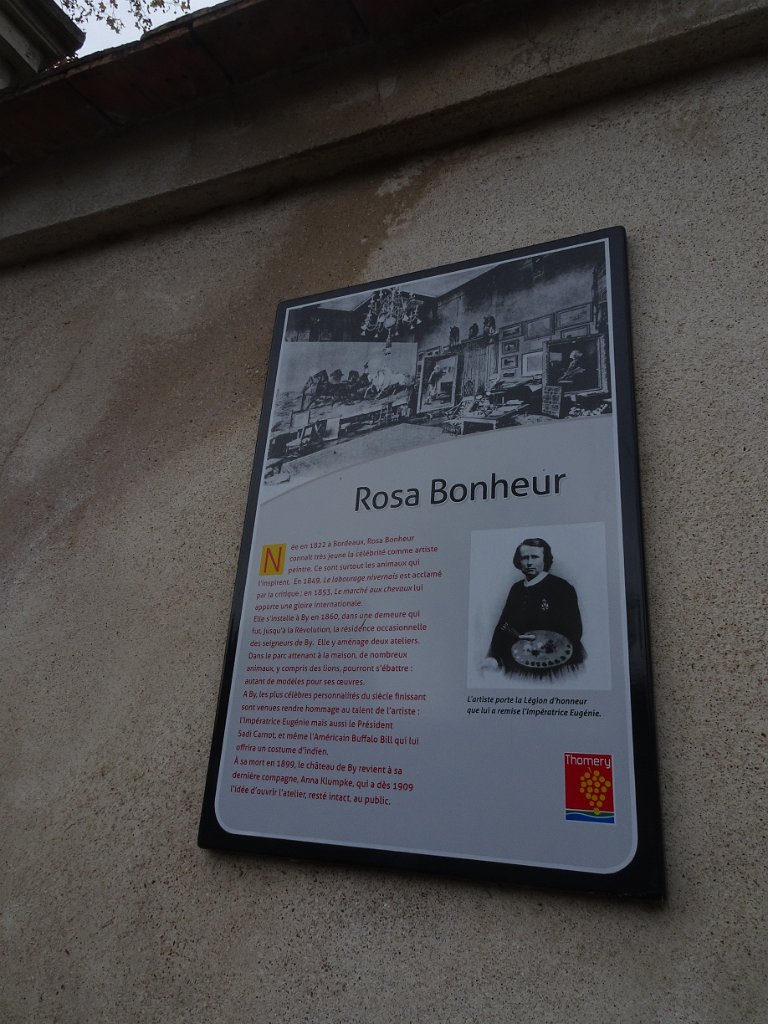 Rosa Bonheur
Née en 1822 à Bordeaux, Rosa Bonheur
connaît très jeune la célébrité comme artiste
peintre. Ce sont surtout les animaux qui
l'inspirent. En 1849, Le labourage nivernais est acclamé
par la critique ; en 1853, Le marché aux chevaux lui
apporte une gloire internationale.
Elle s'installe à By en 1860, dans une demeure qui
fut, jusqu'à la Révolution, la résidence occasionnelle
des seigneurs de By. Elle y aménage deux ateliers.
Dans le parc attenant à la maison, de nombreux
animaux, y compris des lions, pourront s'ébattre :
autant de modèles pour ses œuvres.
A By, les plus célèbres personnalités du siècle finissant
sont venues rendre hommage au talent de l'artiste :
l'Impératrice Eugénie mais aussi le Président
Sadi Carnot, et même l'Américain Buffalo Bill qui lui
offrira un costume d'indien.
À sa mort en 1899, le château de By revient à sa
dernière compagne, Anna Klumpke, qui a dès 1909
l'idée d'ouvrir l'atelier, resté intact, au public.
L'artiste porte la Légion d'honneur
que lui a remise l'Impératrice Eugénie.
Thomery